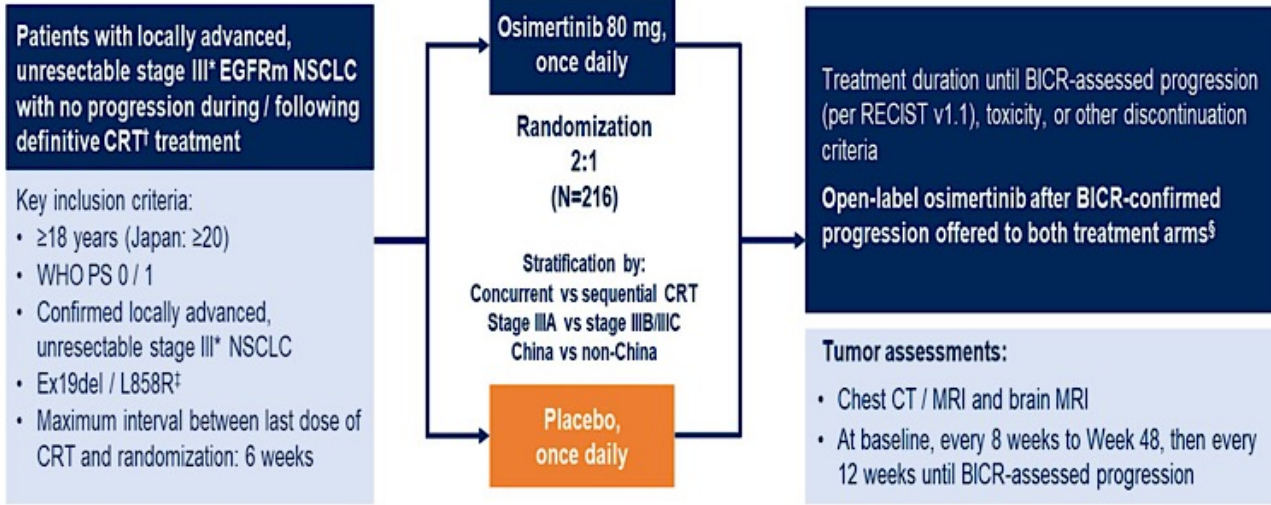 Patients with locally advanced,
unresectable stage III* EGFRm NSCLC
with no progression during / following
definitive CRT† treatment
Key inclusion criteria:
• ≥18 years (Japan: ≥20)
• WHO PS 0 / 1
• Confirmed locally advanced,
unresectable stage III* NSCLC
• Ex19del / L858R‡
• Maximum interval between last dose of
CRT and randomization: 6 weeks
Osimertinib 80 mg,
once daily
Randomization
2:1
(N=216)
Stratification by:
Concurrent vs sequential CRT
Stage IIIA vs stage IIIB/IIIC
China vs non-China
Placebo,
once daily
Treatment duration until BICR-assessed progression
(per RECIST v1.1), toxicity, or other discontinuation
criteria
Open-label osimertinib after BICR-confirmed
progression offered to both treatment arms§
Tumor assessments:
• Chest CT / MRI and brain MRI
• At baseline, every 8 weeks to Week 48, then every
12 weeks until BICR-assessed progression